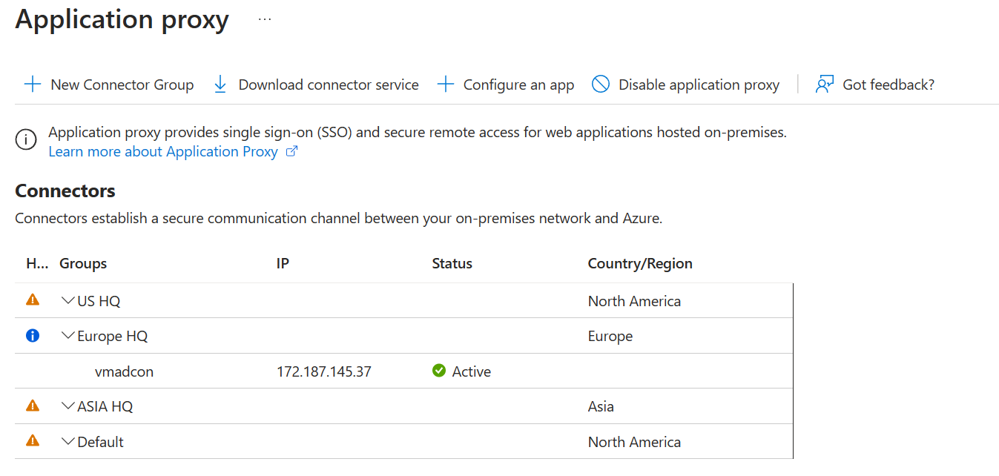 Application proxy ...
New Connector Group Download connector service Configure an app Disable application proxy Got feedback?
Application proxy provides single sign-on (SSO) and secure remote access for web applications hosted on-premises.
Learn more about Application Proxy
Connectors
Connectors establish a secure communication channel between your on-premises network and Azure.
H... Groups IP Status Country/Region
US HQ North America
Europe HQ Europe
vmadcon 172.187.145.37 Active
ASIA HQ Asia
Default North America